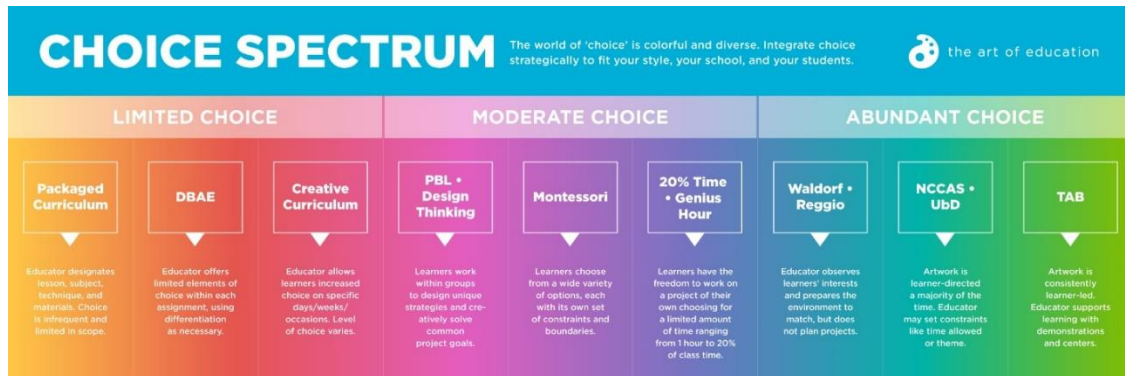 CHOICE SPECTRUM
The world of 'choice' is colorful and diverse. Integrate choice
strategically to fit your style, your school, and your students.
the art of education
LIMITED CHOICE
MODERATE CHOICE
ABUNDANT CHOICE
Packaged
Curriculum
Educator designates
lesson, subject,
technique, and
materials. Choice
is infrequent and
limited in scope.
DBAE
Educator offers
limited elements of
choice within each
assignment, using
differentiation
as necessary.
Creative
Curriculum
Educator allows
learners increased
choice on specific
days/weeks/
occasions. Level
of choice varies.
PBL •
Design
Thinking
Learners work
within groups
to design unique
strategies and cre-
atively solve
common
project goals.
Montessori
Learners choose
from a wide variety
of options, each
with its own set
of constraints and
boundaries.
20% Time
• Genius
Hour
Learners have the
freedom to work on
a project of their
own choosing for
a limited amount
of time ranging
from 1 hour to 20%
of class time.
Waldorf •
Reggio
Educator observes
learners' interests
and prepares the
environment to
match, but does
not plan projects.
NCCAS •
UbD
Artwork is
learner-directed
a majority of the
time. Educator
may set constraints
like time allowed
or theme.
TAB
Artwork is
consistently
learner-led.
Educator supports
learning with
demonstrations
and centers.